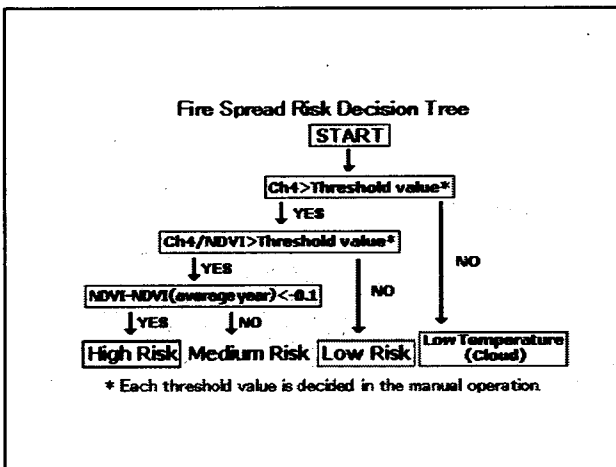 Fire Spread Risk Decision Tree
START
Ch4>Threshold value*
YES
Ch4/NDVI>Threshold value*
YES
NO
NO
NDVI-NDVI(average year)<-0.1
YES
NO
High Risk
Medium Risk
Low Risk
Low Temperature
(Cloud)
* Each threshold value is decided in the manual operation.